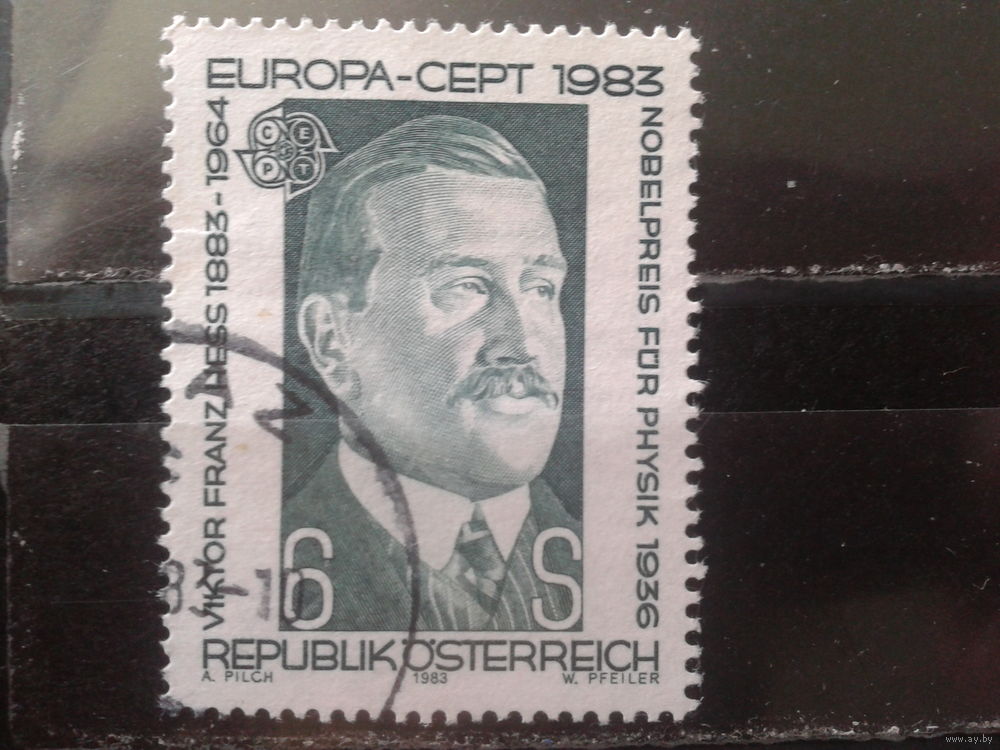 EUROPA-CEPT 1983
C E
P T
VIKTOR FRANZ HESS 1883-1964
NOBELPREIS FÜR PHYSIK 1936
6 S
REPUBLIK ÖSTERREICH
A. PILCH 1983 W. PFEILER
www.ay.by